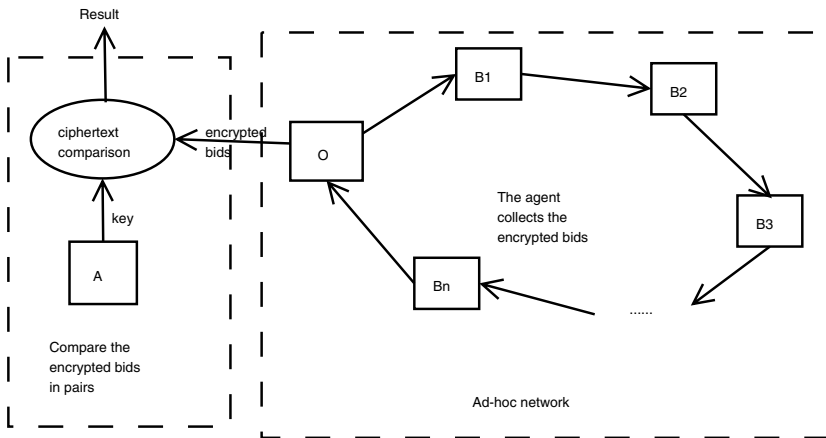 Result
ciphertext
comparison
encrypted
bids
key
A
Compare the
encrypted bids
in pairs
O
B1
B2
B3
......
Bn
The agent
collects the
encrypted bids
Ad-hoc network